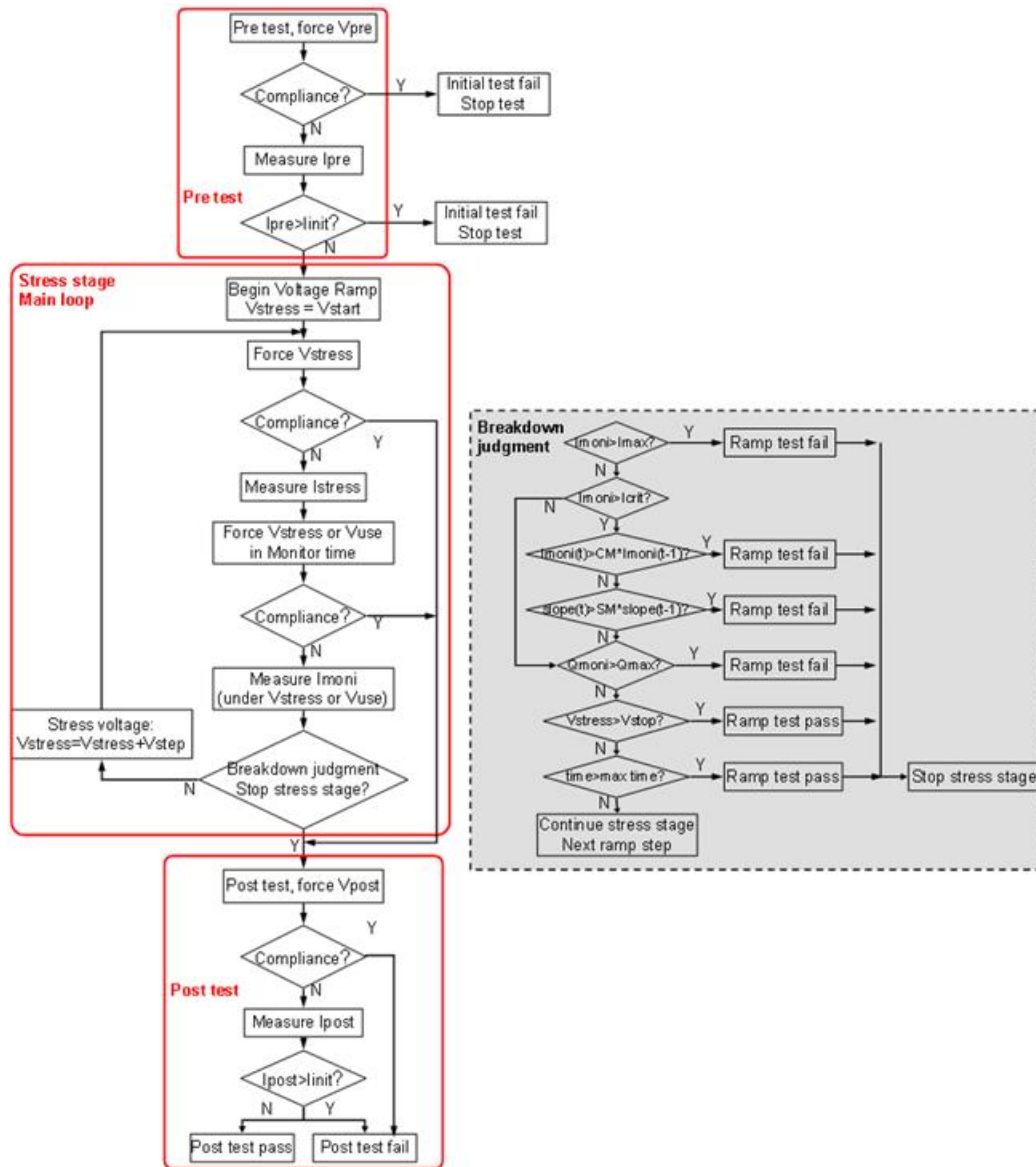 Pre test, force Vpre
Compliance?
Y
Initial test fail
Stop test
N
Measure Ipre
Pre test
Ipre>Iinit?
Y
Initial test fail
Stop test
N
Stress stage
Main loop
Begin Voltage Ramp
Vstress = Vstart
Force Vstress
Compliance?
Y
N
Measure Istress
Force Vstress or Vuse
in Monitor time
Compliance?
Y
N
Measure Imoni
(under Vstress or Vuse)
Stress voltage:
Vstress=Vstress+Vstep
Breakdown judgment
Stop stress stage?
N
Y
Breakdown
judgment
Imoni>Imax?
Y
Ramp test fail
N
Imoni>Icrit?
N
Y
Imoni(t)>CM*Imoni(t-1)?
Y
Ramp test fail
N
slope(t)>SM*slope(t-1)?
Y
Ramp test fail
N
Qmoni>Qmax?
Y
Ramp test fail
N
Vstress>Vstop?
Y
Ramp test pass
N
time>max time?
Y
Ramp test pass
Stop stress stage
N
Continue stress stage
Next ramp step
Post test, force Vpost
Y
Compliance?
N
Post test
Measure Ipost
Ipost>Iinit?
N
Y
Post test pass
Post test fail